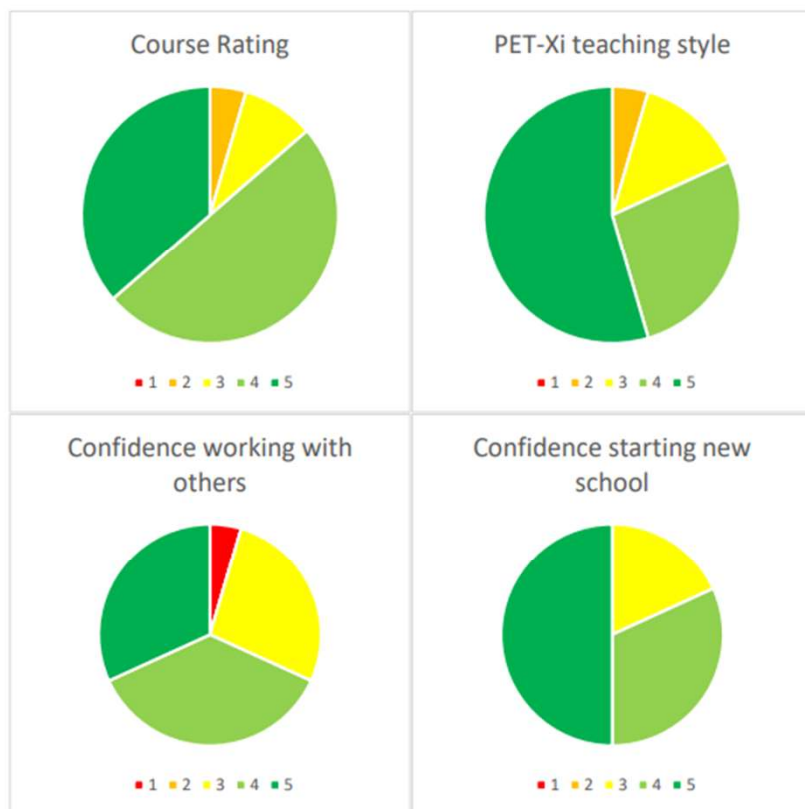 Course Rating
1 2 3 4 5
PET-Xi teaching style
1 2 3 4 5
Confidence working with
others
1 2 3 4 5
Confidence starting new
school
1 2 3 4 5